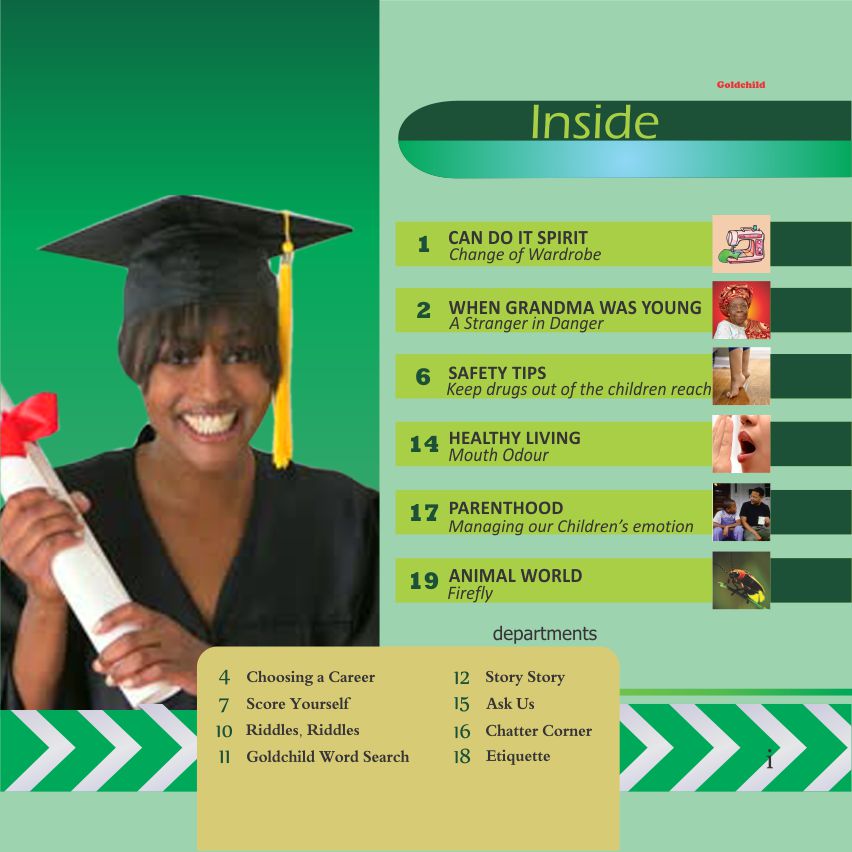 Goldchild
Inside
1 CAN DO IT SPIRIT
Change of Wardrobe
2 WHEN GRANDMA WAS YOUNG
A Stranger in Danger
6 SAFETY TIPS
Keep drugs out of the children reach
14 HEALTHY LIVING
Mouth Odour
17 PARENTHOOD
Managing our Children's emotion
19 ANIMAL WORLD
Firefly
departments
4 Choosing a Career
7 Score Yourself
10 Riddles, Riddles
11 Goldchild Word Search
12 Story Story
15 Ask Us
16 Chatter Corner
18 Etiquette
i